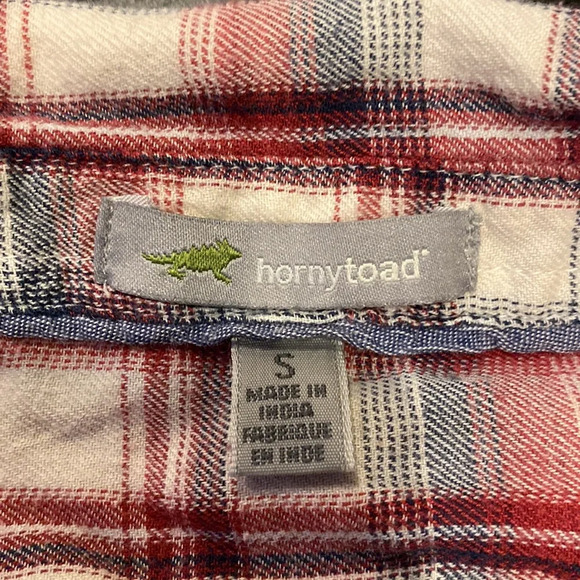 hornytoad
S
MADE IN
INDIA
FABRIQUE
EN INDE